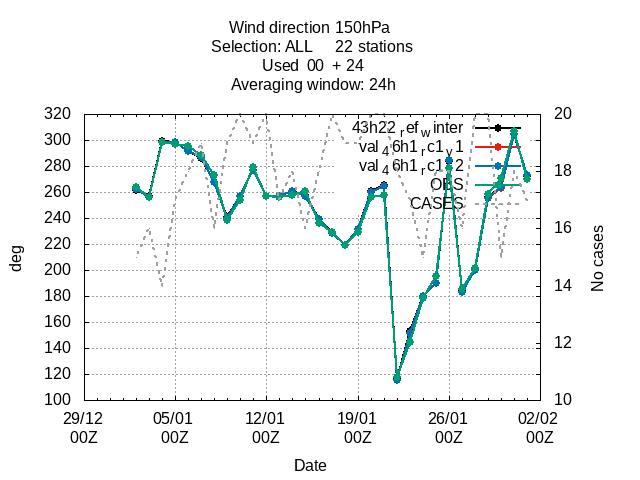 Wind direction 150hPa
Selection: ALL 22 stations
Used 00 + 24
Averaging window: 24h
320
300
280
260
240
220
200
180
160
140
120
100
deg
20
18
16
14
12
10
No cases
43h22_ref_winter
val_46h1_rc1_v1
val_46h1_rc1_v2
OBS
CASES
29/12 05/01 12/01 19/01 26/01 02/02
00Z 00Z 00Z 00Z 00Z 00Z
Date